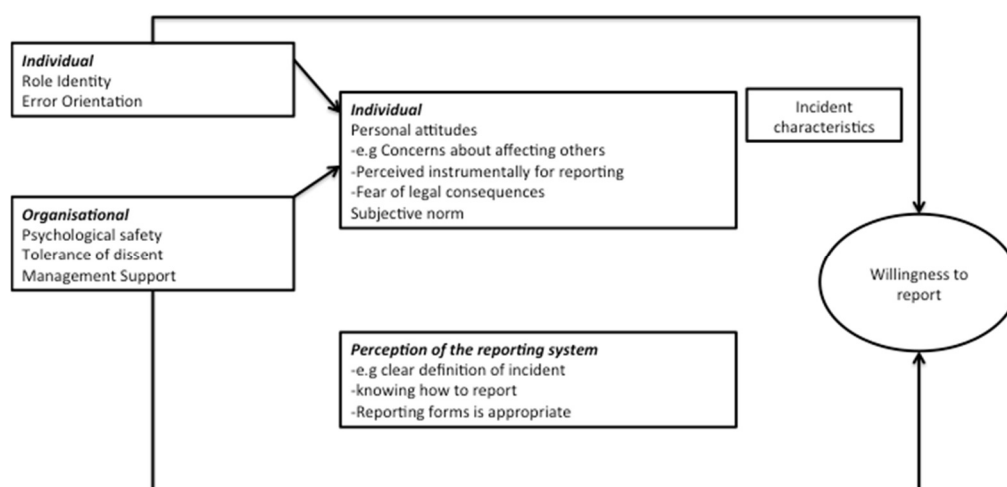 Individual
Role Identity
Error Orientation
Individual
Personal attitudes
-e.g Concerns about affecting others
-Perceived instrumentally for reporting
-Fear of legal consequences
Subjective norm
Incident
characteristics
Organisational
Psychological safety
Tolerance of dissent
Management Support
Willingness to
report
Perception of the reporting system
-e.g clear definition of incident
-knowing how to report
-Reporting forms is appropriate